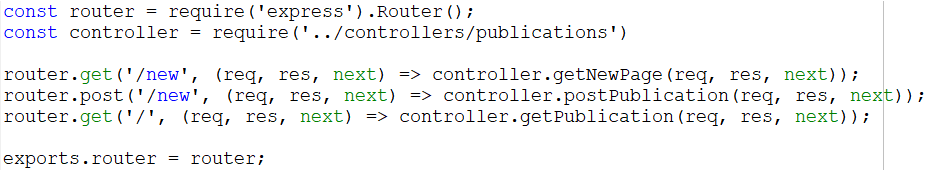 const router = require('express').Router();
const controller = require('../controllers/publications')
router.get('/new', (req, res, next) => controller.getNewPage(req, res, next));
router.post('/new', (req, res, next) => controller.postPublication(req, res, next));
router.get('/', (req, res, next) => controller.getPublication(req, res, next));
exports.router = router;